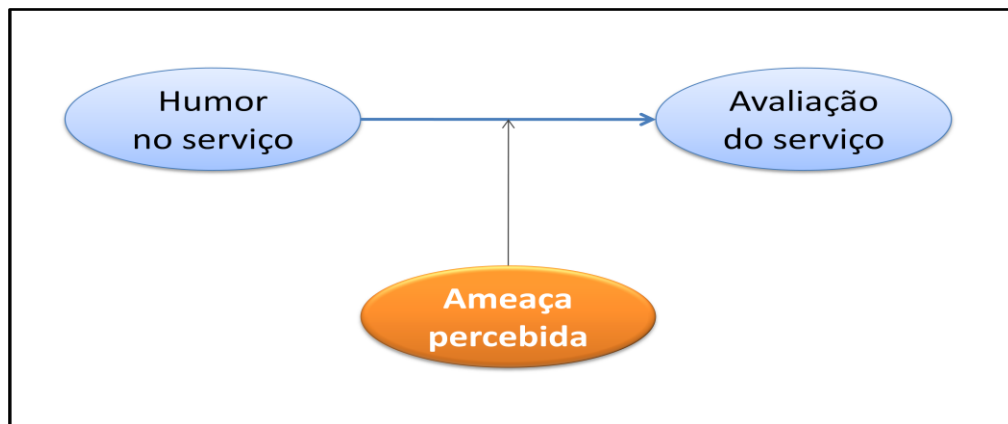 Humor
no serviço
Avaliação
do serviço
Ameaça
percebida